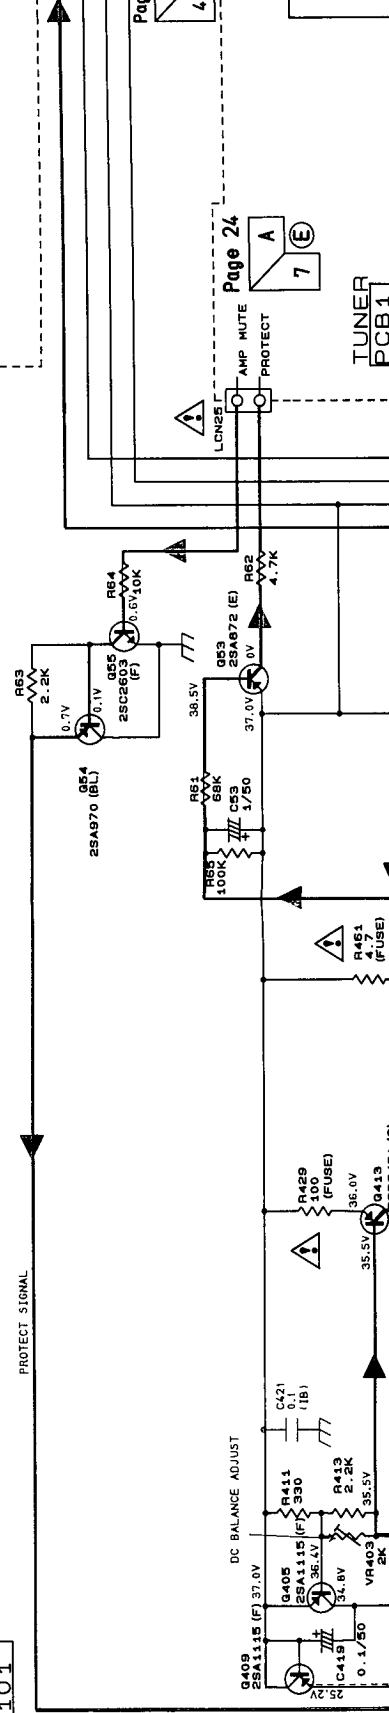 Pag
4
Page 24
A
E
7
TUNER
PCB1
AMP MUTE
PROTECT
LCN25
R64
10K
0.6V
R62
4.7K
R63
2.2K
Q55
2SC2603
(F)
Q53
2SA872 (E)
0V
0.7V
0.1V
38.5V
37.0V
Q54
2SA970 (BL)
R61
68K
C53
1/50
R65
100K
R461
4.7
(FUSE)
R429
100
(FUSE)
36.0V
Q413
35.5V
PROTECT SIGNAL
C421
0.1
(IB)
DC BALANCE ADJUST
R411
330
R413
2.2K
35.5V
Q405
2SA1115 (F)
36.4V
34.8V
VR403
2K
Q409
2SA1115 (F)
37.0V
C419
0.1/50
25.2V
101